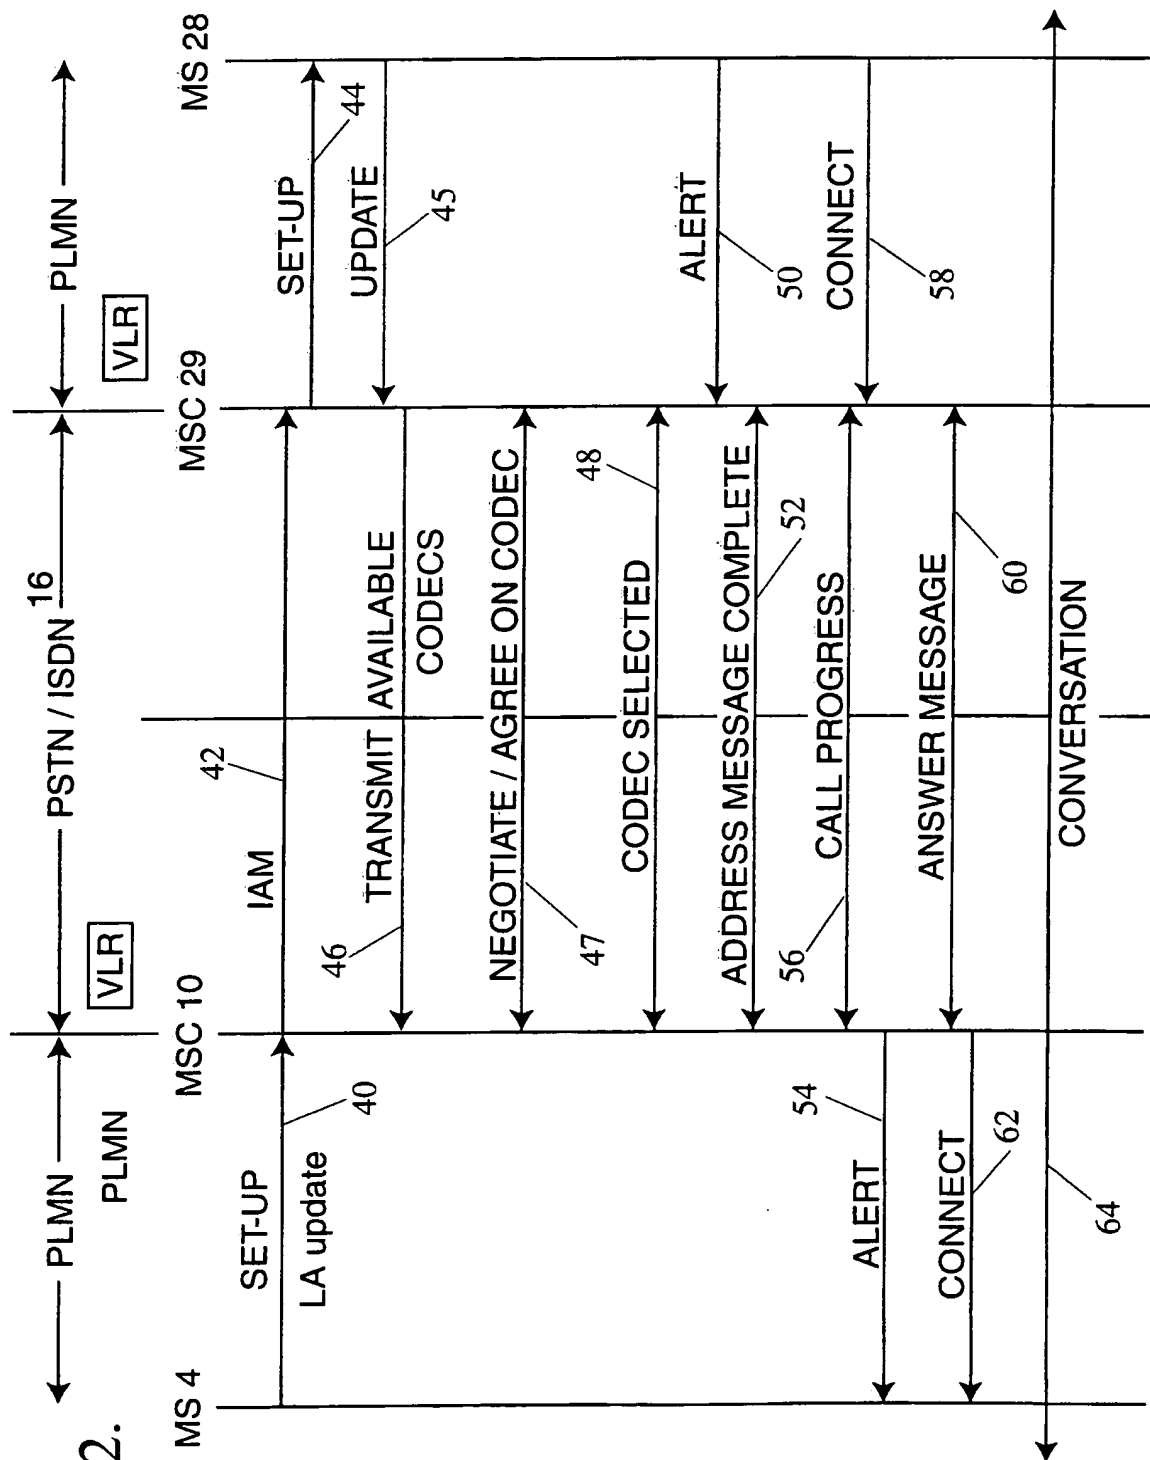 2.
PLMN
PSTN / ISDN 16
PLMN
PLMN
VLR
VLR
MS 4
MSC 10
MSC 29
MS 28
SET-UP
LA update
40
IAM
42
SET-UP
44
UPDATE
45
TRANSMIT AVAILABLE
CODECS
46
NEGOTIATE / AGREE ON CODEC
47
CODEC SELECTED
48
ALERT
50
ADDRESS MESSAGE COMPLETE
52
CALL PROGRESS
56
CONNECT
58
ALERT
54
ANSWER MESSAGE
60
CONNECT
62
CONVERSATION
64